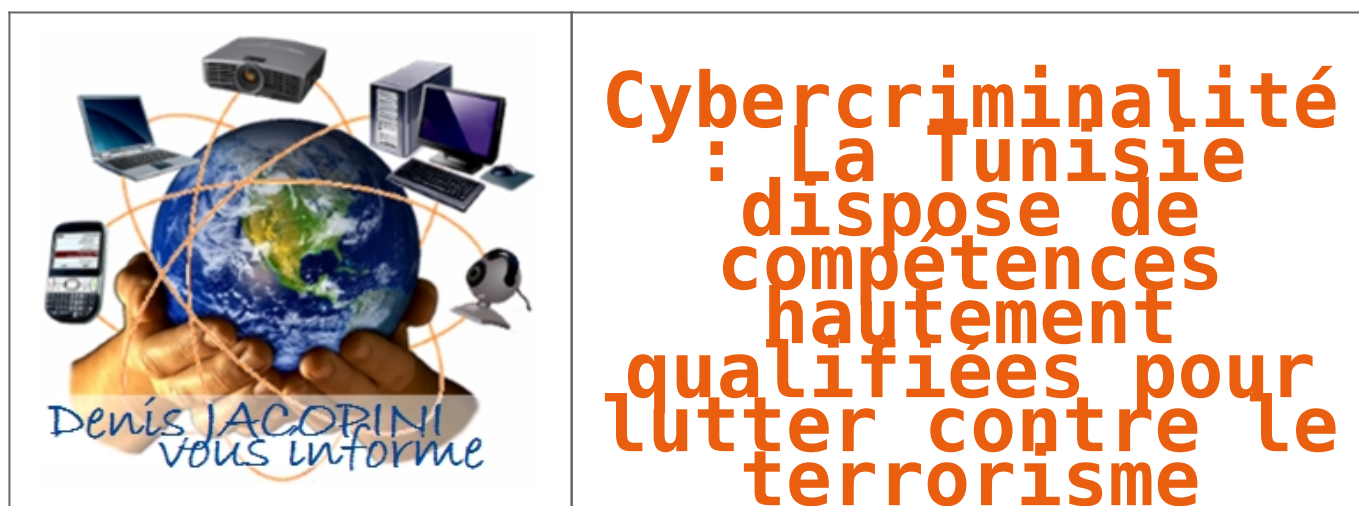 Denis JACOPINI
vous informe
Cybercriminalité
: La Tunisie
dispose de
compétences
hautement
qualifiées pour
lutter contre le
terrorisme